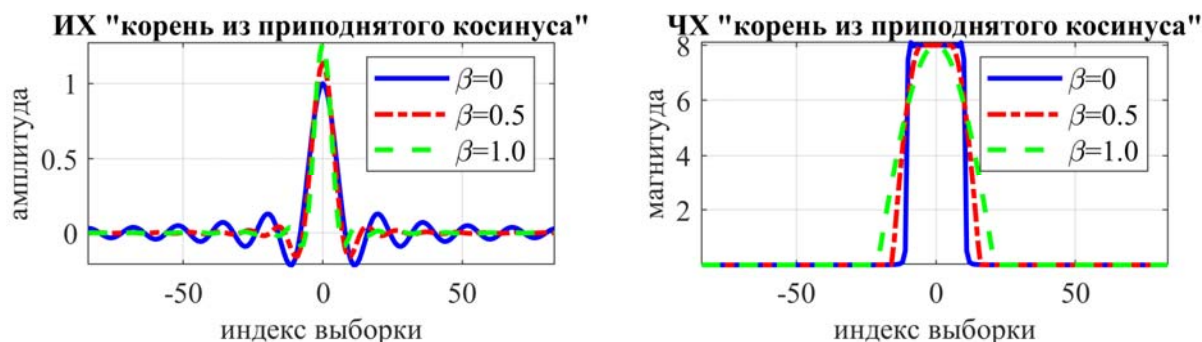 ИХ "корень из приподнятого косинуса"
амплитуда
1
0.5
0
-50
0
50
индекс выборки
β=0
β=0.5
β=1.0
ЧХ "корень из приподнятого косинуса"
магнитуда
8
6
4
2
-50
0
50
индекс выборки
β=0
β=0.5
β=1.0